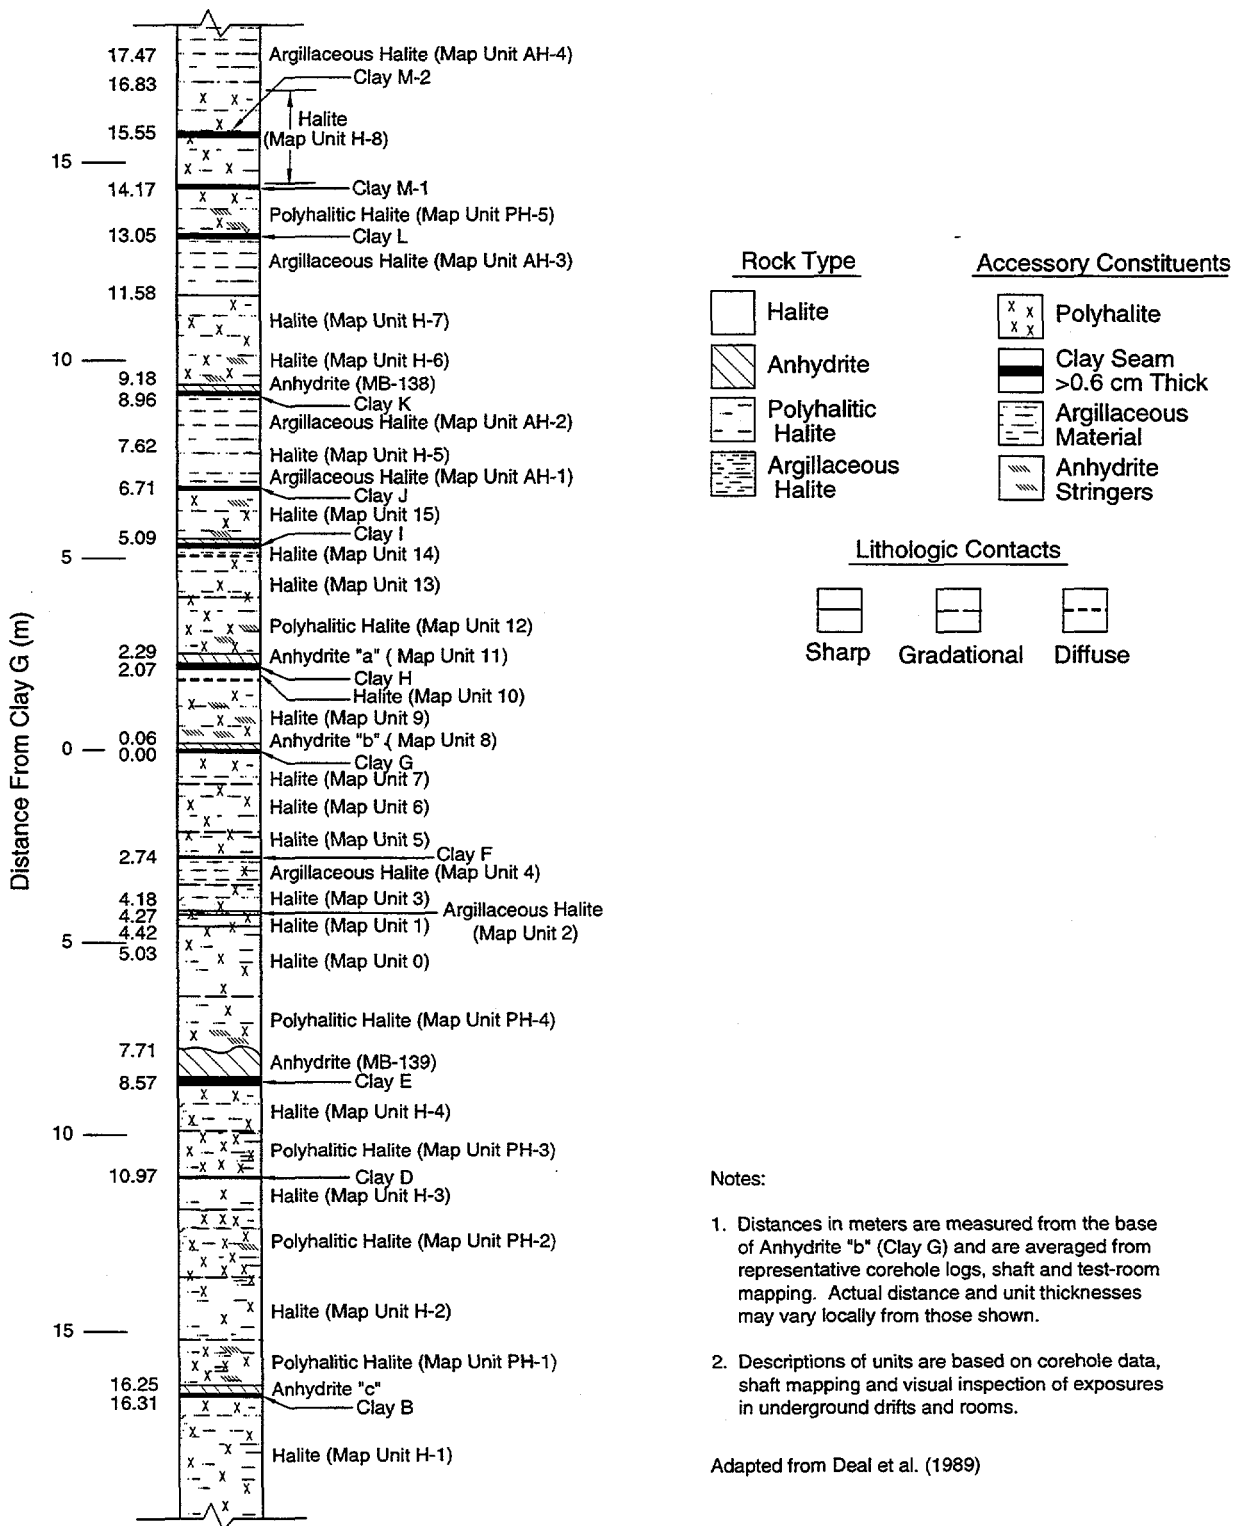 17.47
Argillaceous Halite (Map Unit AH-4)
Clay M-2
16.83
Halite
(Map Unit H-8)
15.55
15
14.17
Clay M-1
Polyhalitic Halite (Map Unit PH-5)
13.05
Clay L
Argillaceous Halite (Map Unit AH-3)
11.58
Halite (Map Unit H-7)
10
Halite (Map Unit H-6)
9.18
Anhydrite (MB-138)
8.96
Clay K
Argillaceous Halite (Map Unit AH-2)
7.62
Halite (Map Unit H-5)
Argillaceous Halite (Map Unit AH-1)
6.71
Clay J
Halite (Map Unit 15)
5.09
Clay I
5
Halite (Map Unit 14)
Halite (Map Unit 13)
Polyhalitic Halite (Map Unit 12)
2.29
Anhydrite "a" ( Map Unit 11)
2.07
Clay H
Halite (Map Unit 10)
Halite (Map Unit 9)
0.06
Anhydrite "b" ( Map Unit 8)
0
0.00
Clay G
Halite (Map Unit 7)
Halite (Map Unit 6)
Halite (Map Unit 5)
2.74
Clay F
Argillaceous Halite (Map Unit 4)
4.18
Halite (Map Unit 3)
4.27
Argillaceous Halite
(Map Unit 2)
Halite (Map Unit 1)
4.42
5
5.03
Halite (Map Unit 0)
Polyhalitic Halite (Map Unit PH-4)
7.71
Anhydrite (MB-139)
8.57
Clay E
Halite (Map Unit H-4)
10
Polyhalitic Halite (Map Unit PH-3)
10.97
Clay D
Halite (Map Unit H-3)
Polyhalitic Halite (Map Unit PH-2)
Halite (Map Unit H-2)
15
Polyhalitic Halite (Map Unit PH-1)
16.25
Anhydrite "c"
16.31
Clay B
Halite (Map Unit H-1)
Distance From Clay G (m)
Rock Type
Halite
Anhydrite
Polyhalitic
Halite
Argillaceous
Halite
Accessory Constituents
Polyhalite
Clay Seam
>0.6 cm Thick
Argillaceous
Material
Anhydrite
Stringers
Lithologic Contacts
Sharp
Gradational
Diffuse
Notes:
1. Distances in meters are measured from the base
of Anhydrite "b" (Clay G) and are averaged from
representative corehole logs, shaft and test-room
mapping. Actual distance and unit thicknesses
may vary locally from those shown.
2. Descriptions of units are based on corehole data,
shaft mapping and visual inspection of exposures
in underground drifts and rooms.
Adapted from Deal et al. (1989)